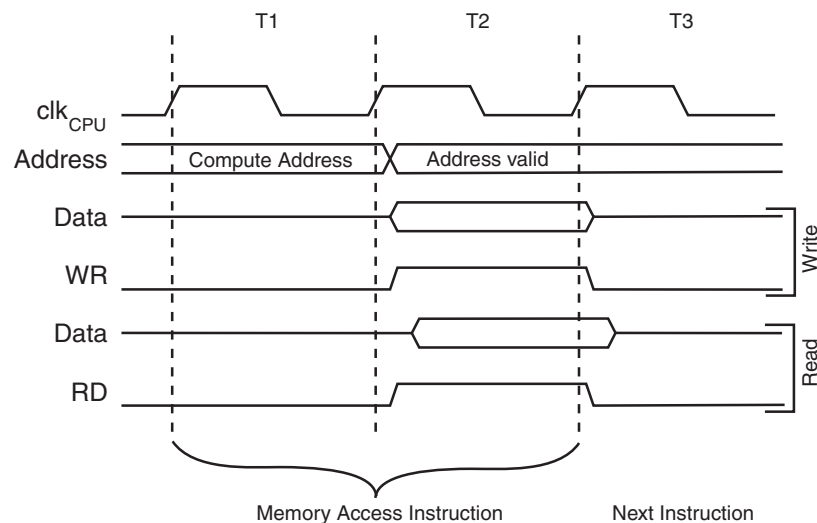 T1 T2 T3
clkCPU
Address Compute Address Address valid
Data
WR
Write
Data
RD
Read
Memory Access Instruction Next Instruction